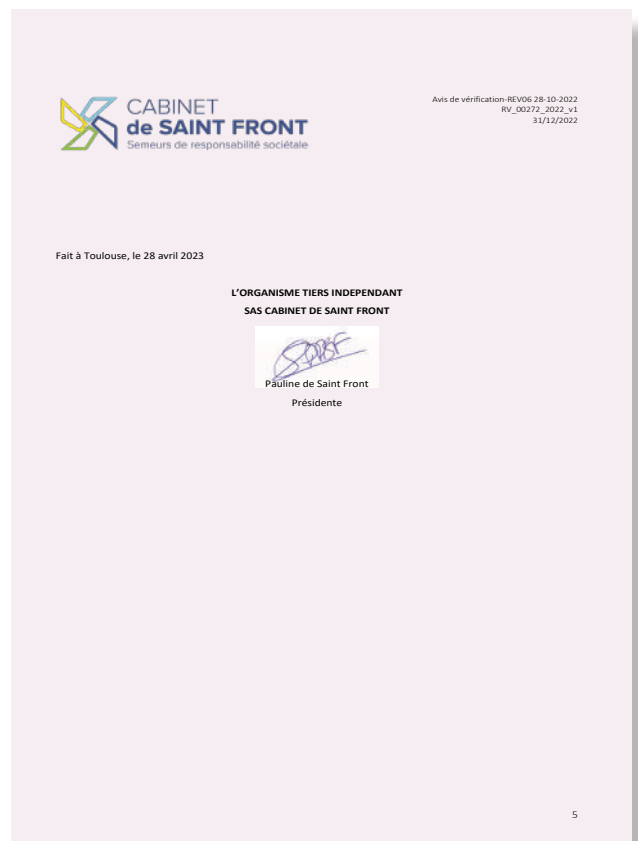 CABINET
de SAINT FRONT
Semeurs de responsabilité sociétale
Avis de vérification-REV06 28-10-2022
RV_00272_2022_v1
31/12/2022
Fait à Toulouse, le 28 avril 2023
L'ORGANISME TIERS INDEPENDANT
SAS CABINET DE SAINT FRONT
Pauline de Saint Front
Présidente
5